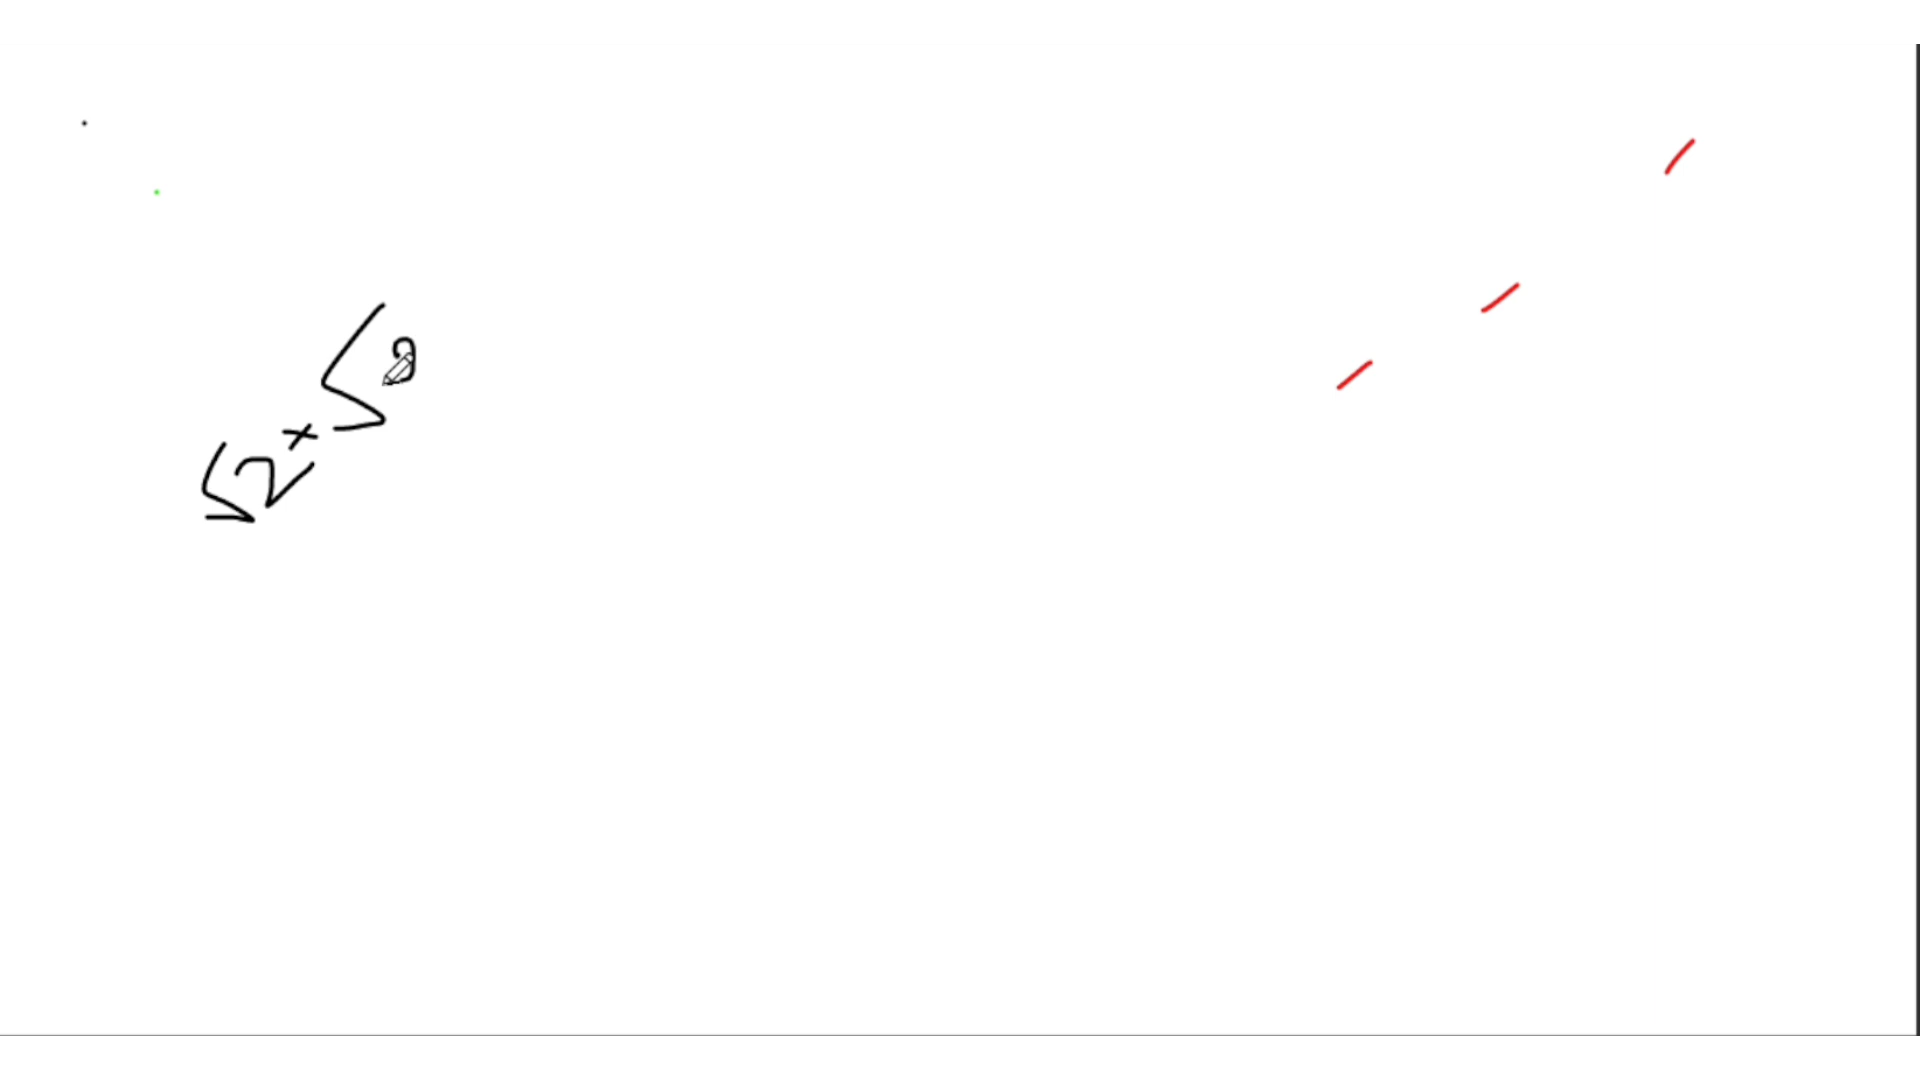 ≤ 2^x ≤